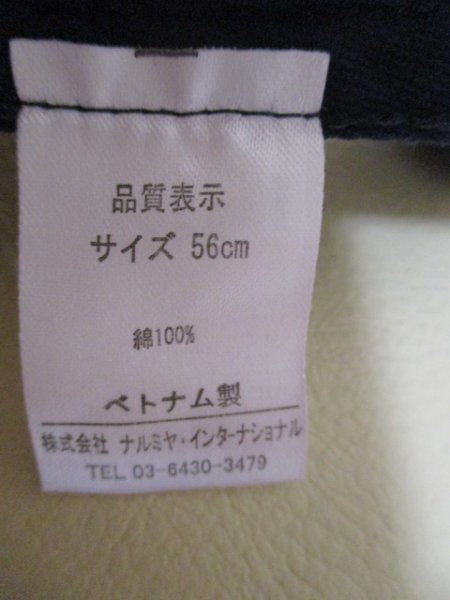 品質表示
サイズ 56cm
綿100%
ベトナム製
株式会社 ナルミヤ・インターナショナル
TEL 03-6430-3479